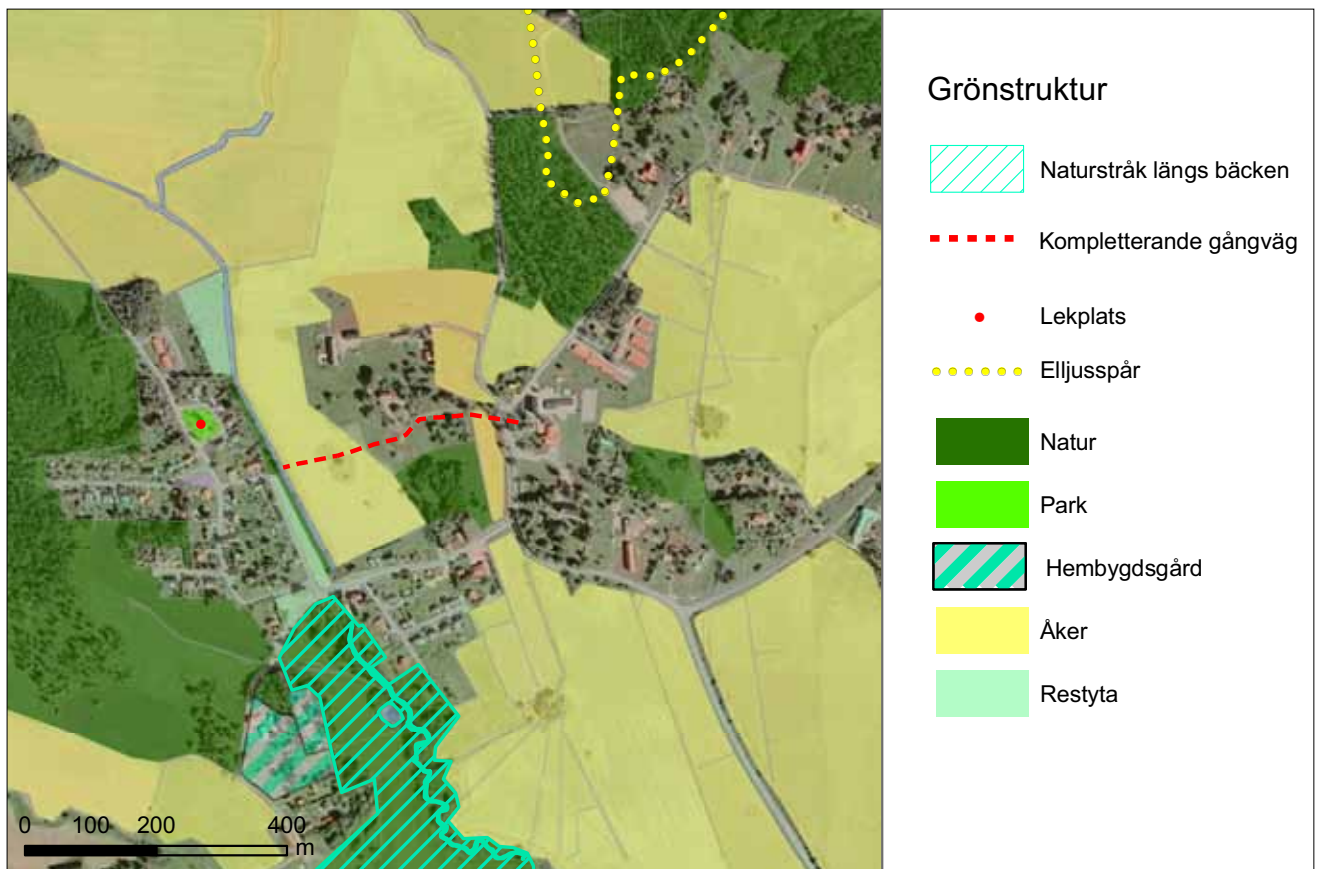 Grönstruktur
Naturstråk längs bäcken
Kompletterande gångväg
Lekplats
Elljusspår
Natur
Park
Hembygdsgård
Åker
Restyta
0 100 200 400
m